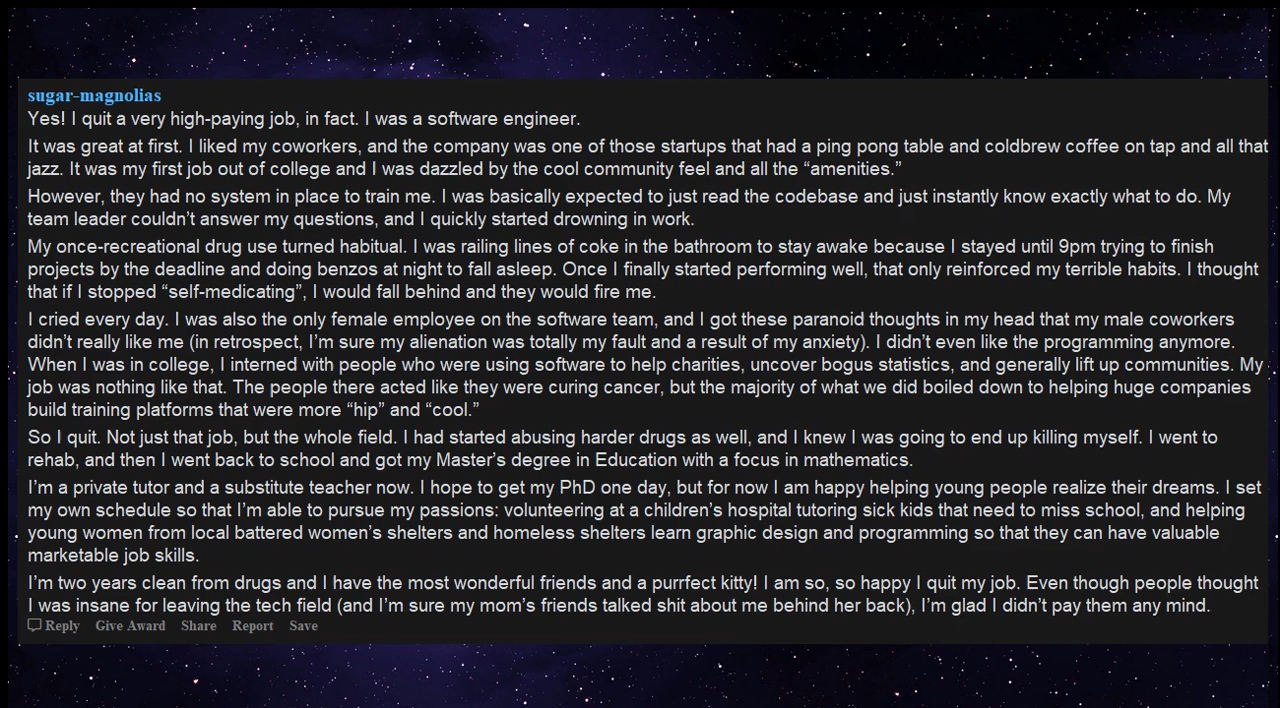 sugar-magnolias
Yes! I quit a very high-paying job, in fact. I was a software engineer.
It was great at first. I liked my coworkers, and the company was one of those startups that had a ping pong table and coldbrew coffee on tap and all that
jazz. It was my first job out of college and I was dazzled by the cool community feel and all the “amenities.”
However, they had no system in place to train me. I was basically expected to just read the codebase and just instantly know exactly what to do. My
team leader couldn’t answer my questions, and I quickly started drowning in work.
My once-recreational drug use turned habitual. I was railing lines of coke in the bathroom to stay awake because I stayed until 9pm trying to finish
projects by the deadline and doing benzos at night to fall asleep. Once I finally started performing well, that only reinforced my terrible habits. I thought
that if I stopped “self-medicating”, I would fall behind and they would fire me.
I cried every day. I was also the only female employee on the software team, and I got these paranoid thoughts in my head that my male coworkers
didn’t really like me (in retrospect, I’m sure my alienation was totally my fault and a result of my anxiety). I didn’t even like the programming anymore.
When I was in college, I interned with people who were using software to help charities, uncover bogus statistics, and generally lift up communities. My
job was nothing like that. The people there acted like they were curing cancer, but the majority of what we did boiled down to helping huge companies
build training platforms that were more “hip” and “cool.”
So I quit. Not just that job, but the whole field. I had started abusing harder drugs as well, and I knew I was going to end up killing myself. I went to
rehab, and then I went back to school and got my Master’s degree in Education with a focus in mathematics.
I’m a private tutor and a substitute teacher now. I hope to get my PhD one day, but for now I am happy helping young people realize their dreams. I set
my own schedule so that I’m able to pursue my passions: volunteering at a children’s hospital tutoring sick kids that need to miss school, and helping
young women from local battered women’s shelters and homeless shelters learn graphic design and programming so that they can have valuable
marketable job skills.
I’m two years clean from drugs and I have the most wonderful friends and a purrfect kitty! I am so, so happy I quit my job. Even though people thought
I was insane for leaving the tech field (and I’m sure my mom’s friends talked shit about me behind her back), I’m glad I didn’t pay them any mind.
Reply Give Award Share Report Save